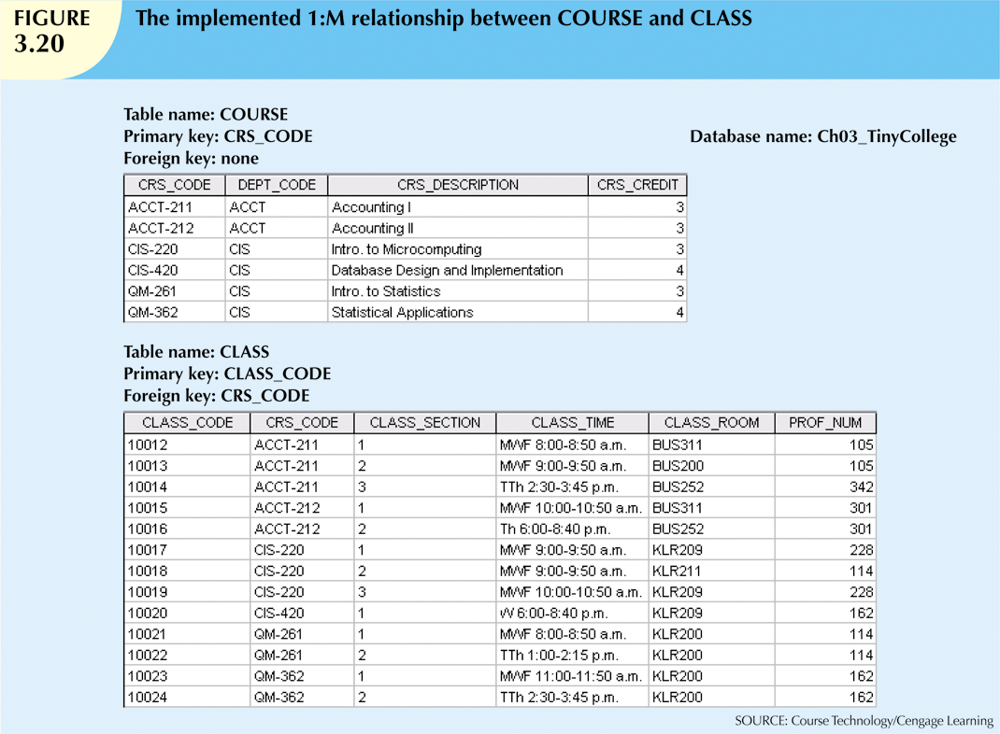 FIGURE
3.20
The implemented 1:M relationship between COURSE and CLASS
Table name: COURSE
Primary key: CRS_CODE
Database name: Ch03_TinyCollege
Foreign key: none
CRS_CODE DEPT_CODE CRS_DESCRIPTION CRS_CREDIT
ACCT-211 ACCT Accounting I 3
ACCT-212 ACCT Accounting II 3
CIS-220 CIS Intro. to Microcomputing 3
CIS-420 CIS Database Design and Implementation 4
QM-261 CIS Intro. to Statistics 3
QM-362 CIS Statistical Applications 4
Table name: CLASS
Primary key: CLASS_CODE
Foreign key: CRS_CODE
CLASS_CODE CRS_CODE CLASS_SECTION CLASS_TIME CLASS_ROOM PROF_NUM
10012 ACCT-211 1 MWF 8:00-8:50 a.m. BUS311 105
10013 ACCT-211 2 MWF 9:00-9:50 a.m. BUS200 105
10014 ACCT-211 3 TTh 2:30-3:45 p.m. BUS252 342
10015 ACCT-212 1 MWF 10:00-10:50 a.m. BUS311 301
10016 ACCT-212 2 Th 6:00-8:40 p.m. BUS252 301
10017 CIS-220 1 MWF 9:00-9:50 a.m. KLR209 228
10018 CIS-220 2 MWF 9:00-9:50 a.m. KLR211 114
10019 CIS-220 3 MWF 10:00-10:50 a.m. KLR209 228
10020 CIS-420 1 W 6:00-8:40 p.m. KLR209 162
10021 QM-261 1 MWF 8:00-8:50 a.m. KLR200 114
10022 QM-261 2 TTh 1:00-2:15 p.m. KLR200 114
10023 QM-362 1 MWF 11:00-11:50 a.m. KLR200 162
10024 QM-362 2 TTh 2:30-3:45 p.m. KLR200 162
SOURCE: Course Technology/Cengage Learning